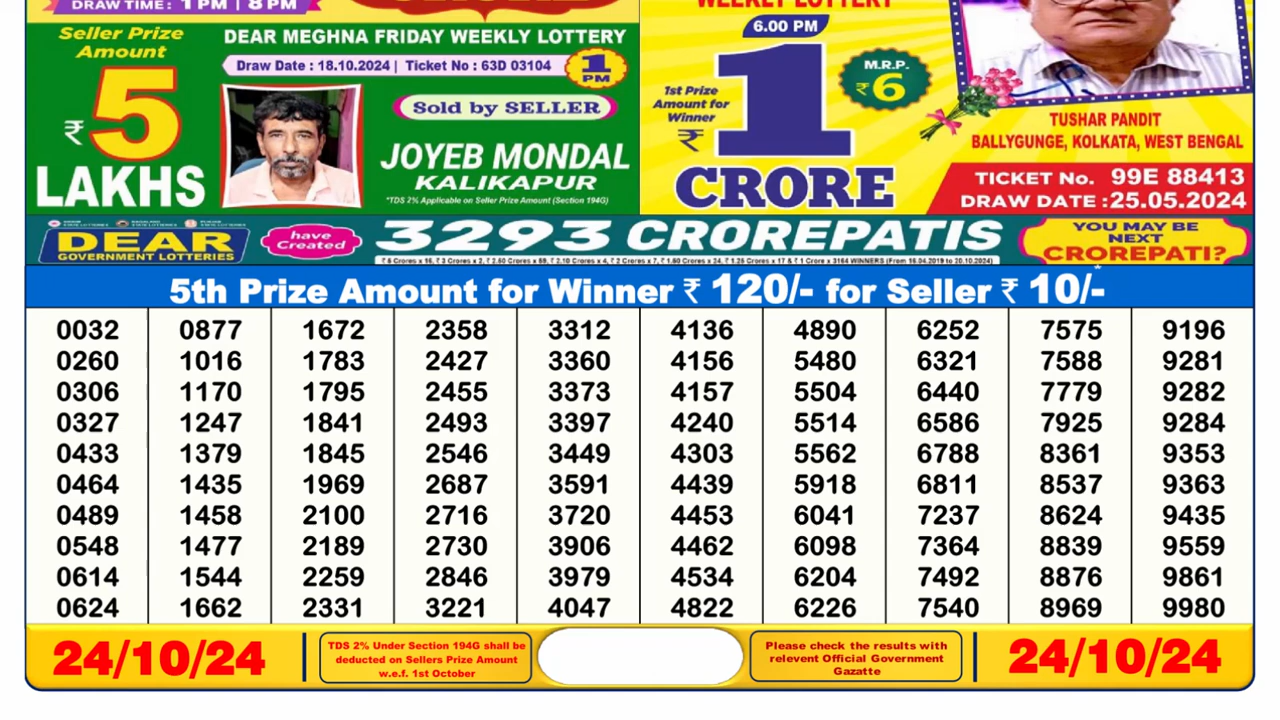 DRAW TIME: 1 PM | 8 PM
Seller Prize
Amount
₹5
LAKHS
DEAR MEGHNA FRIDAY WEEKLY LOTTERY
Draw Date : 18.10.2024 | Ticket No : 63D 03104
1
PM
Sold by SELLER
JOYEB MONDAL
KALIKAPUR
*TDS 2% Applicable on Seller Prize Amount (Section 194G)
WEEKLY LOTTERY
6.00 PM
1st Prize
Amount for
Winner
₹
1
CRORE
M.R.P.
₹6
TUSHAR PANDIT
BALLYGUNGE, KOLKATA, WEST BENGAL
TICKET No. 99E 88413
DRAW DATE :25.05.2024
DEAR
GOVERNMENT LOTTERIES
have
Created
3293 CROREPATIS
YOU MAY BE
NEXT
CROREPATI?
5th Prize Amount for Winner ₹ 120/- for Seller ₹ 10/-*
0032 0877 1672 2358 3312 4136 4890 6252 7575 9196
0260 1016 1783 2427 3360 4156 5480 6321 7588 9281
0306 1170 1795 2455 3373 4157 5504 6440 7779 9282
0327 1247 1841 2493 3397 4240 5514 6586 7925 9284
0433 1379 1845 2546 3449 4303 5562 6788 8361 9353
0464 1435 1969 2687 3591 4439 5918 6811 8537 9363
0489 1458 2100 2716 3720 4453 6041 7237 8624 9435
0548 1477 2189 2730 3906 4462 6098 7364 8839 9559
0614 1544 2259 2846 3979 4534 6204 7492 8876 9861
0624 1662 2331 3221 4047 4822 6226 7540 8969 9980
24/10/24
TDS 2% Under Section 194G shall be
deducted on Sellers Prize Amount
w.e.f. 1st October
Please check the results with
relevent Official Government
Gazatte
24/10/24